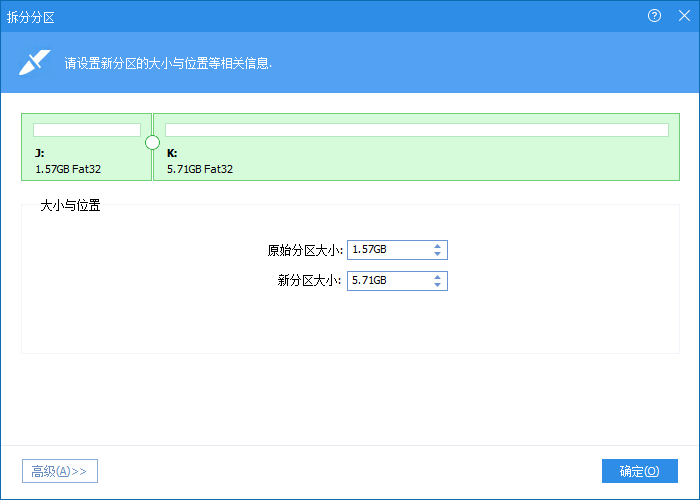 拆分分区
请设置新分区的大小与位置等相关信息.
J:
1.57GB Fat32
K:
5.71GB Fat32
大小与位置
原始分区大小: 1.57GB
新分区大小: 5.71GB
高级(A)>>
确定(O)